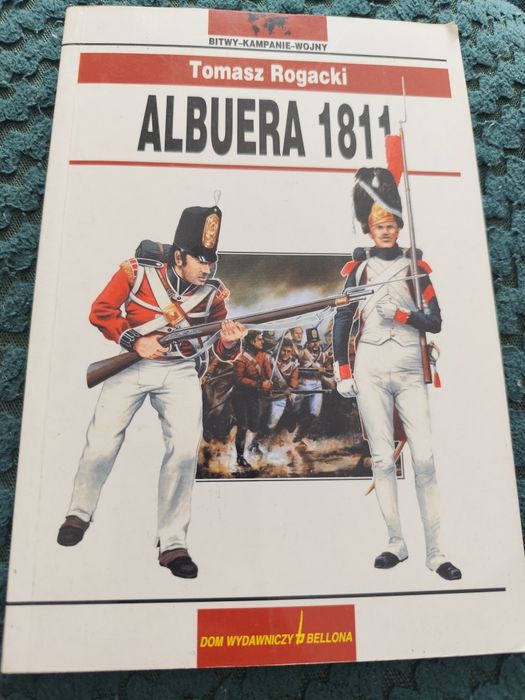 BITWY-KAMPANIE-WOJNY
Tomasz Rogacki
ALBUERA 1811
DOM WYDAWNICZY BELLONA